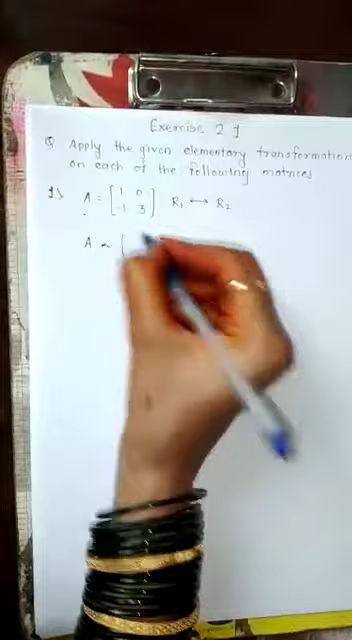 Exercise 2.1
Q Apply the given elementary transformation
on each of the following matrices
1) A = [1 0
-1 3] R₁ ↔ R₂
A ~ [